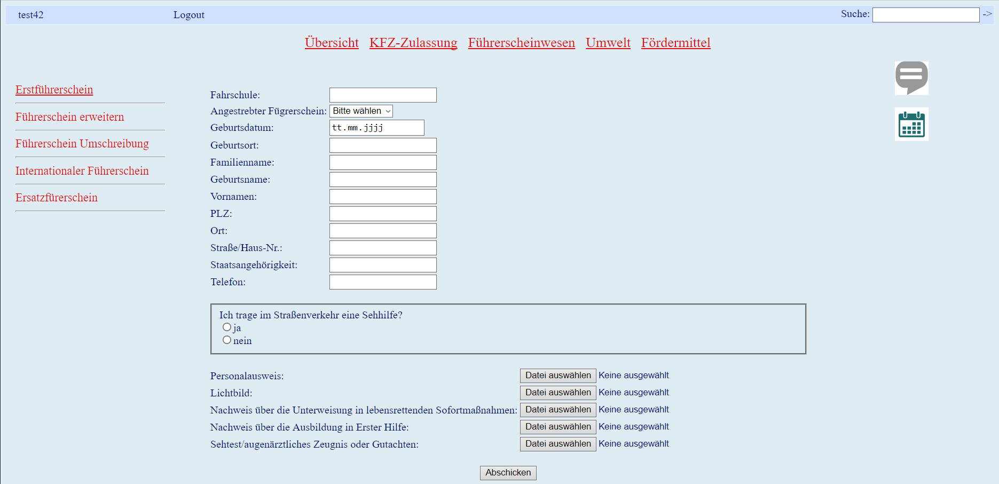 test42 Logout Suche: ->
Übersicht KFZ-Zulassung Führerscheinwesen Umwelt Fördermittel
Erstführerschein
Führerschein erweitern
Führerschein Umschreibung
Internationaler Führerschein
Ersatzfürerschein
Fahrschule:
Angestrebter Fügrerschein: Bitte wählen
Geburtsdatum: tt.mm.jjjj
Geburtsort:
Familienname:
Geburtsname:
Vornamen:
PLZ:
Ort:
Straße/Haus-Nr.:
Staatsangehörigkeit:
Telefon:
Ich trage im Straßenverkehr eine Sehhilfe?
ja
nein
Personalausweis: Datei auswählen Keine ausgewählt
Lichtbild: Datei auswählen Keine ausgewählt
Nachweis über die Unterweisung in lebensrettenden Sofortmaßnahmen: Datei auswählen Keine ausgewählt
Nachweis über die Ausbildung in Erster Hilfe: Datei auswählen Keine ausgewählt
Sehtest/augenärztliches Zeugnis oder Gutachten: Datei auswählen Keine ausgewählt
Abschicken